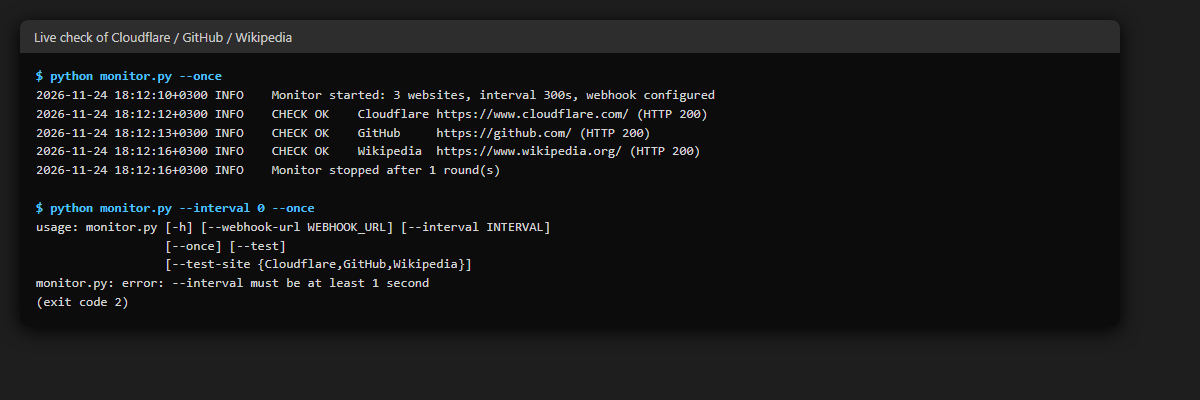 Live check of Cloudflare / GitHub / Wikipedia
$ python monitor.py --once
2026-11-24 18:12:10+0300 INFO    Monitor started: 3 websites, interval 300s, webhook configured
2026-11-24 18:12:12+0300 INFO    CHECK OK    Cloudflare https://www.cloudflare.com/ (HTTP 200)
2026-11-24 18:12:13+0300 INFO    CHECK OK    GitHub     https://github.com/ (HTTP 200)
2026-11-24 18:12:16+0300 INFO    CHECK OK    Wikipedia  https://www.wikipedia.org/ (HTTP 200)
2026-11-24 18:12:16+0300 INFO    Monitor stopped after 1 round(s)
$ python monitor.py --interval 0 --once
usage: monitor.py [-h] [--webhook-url WEBHOOK_URL] [--interval INTERVAL]
                  [--once] [--test]
                  [--test-site {Cloudflare,GitHub,Wikipedia}]
monitor.py: error: --interval must be at least 1 second
(exit code 2)